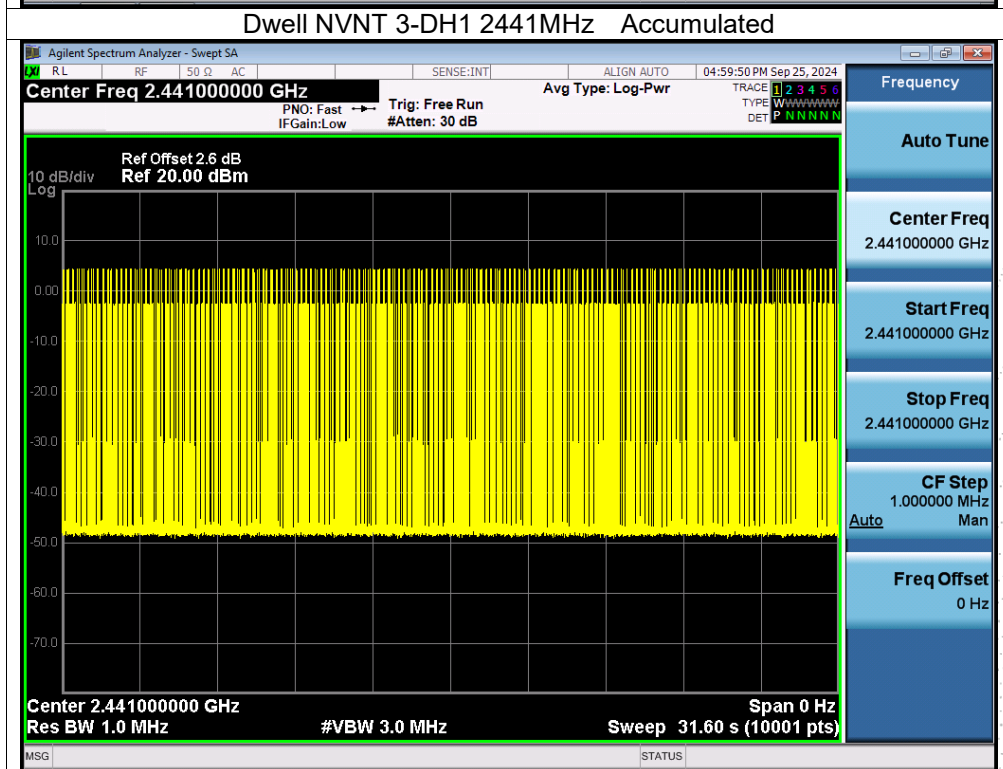 Dwell NVNT 3-DH1 2441MHz Accumulated
Agilent Spectrum Analyzer - Swept SA
LXI RL RF 50 Ω AC SENSE:INT ALIGN AUTO 04:59:50 PM Sep 25, 2024
Center Freq 2.441000000 GHz
PNO: Fast
IFGain:Low
Trig: Free Run
#Atten: 30 dB
Avg Type: Log-Pwr
TRACE 1 2 3 4 5 6
TYPE WWWWWWW
DET P N N N N N
Ref Offset 2.6 dB
10 dB/div Ref 20.00 dBm
Log
10.0
0.00
-10.0
-20.0
-30.0
-40.0
-50.0
-60.0
-70.0
Center 2.441000000 GHz Span 0 Hz
Res BW 1.0 MHz #VBW 3.0 MHz Sweep 31.60 s (10001 pts)
MSG STATUS
Frequency
Auto Tune
Center Freq
2.441000000 GHz
Start Freq
2.441000000 GHz
Stop Freq
2.441000000 GHz
CF Step
1.000000 MHz
Auto Man
Freq Offset
0 Hz